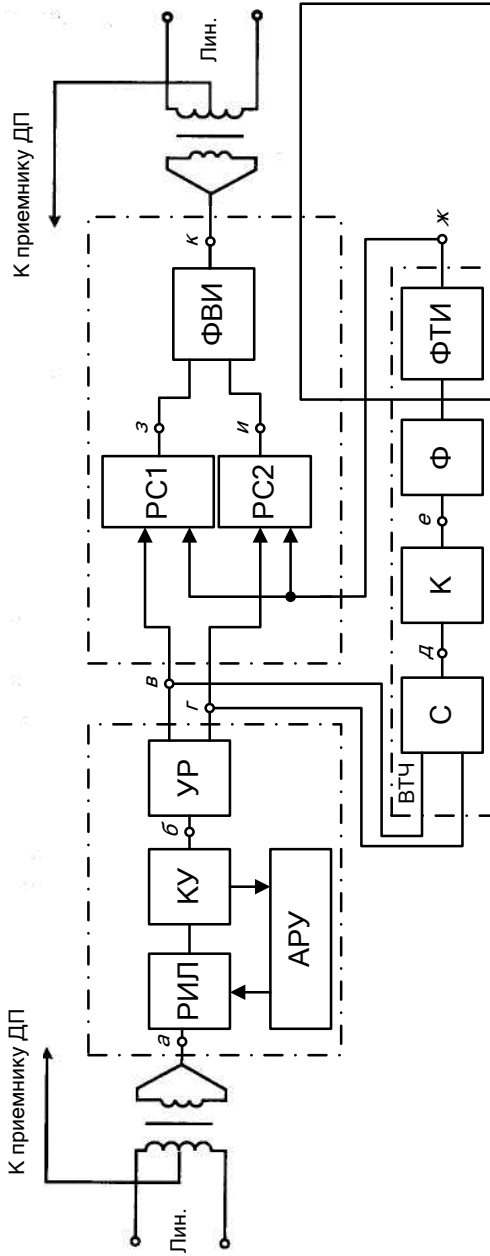 К приемнику ДП
К приемнику ДП
Лин.
Лин.
а
РИЛ
КУ
б
УР
АРУ
в
г
РС1
РС2
з
и
ФВИ
к
ВТЧ
С
д
К
е
Ф
ФТИ
ж